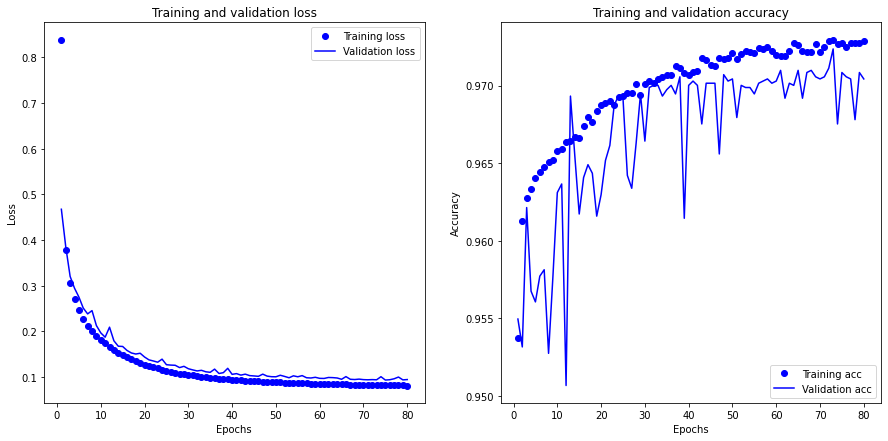 Training and validation loss
Training loss
Validation loss
0.8
0.7
0.6
0.5
0.4
0.3
0.2
0.1
Loss
0 10 20 30 40 50 60 70 80
Epochs
Training and validation accuracy
0.970
0.965
0.960
0.955
0.950
Accuracy
Training acc
Validation acc
0 10 20 30 40 50 60 70 80
Epochs